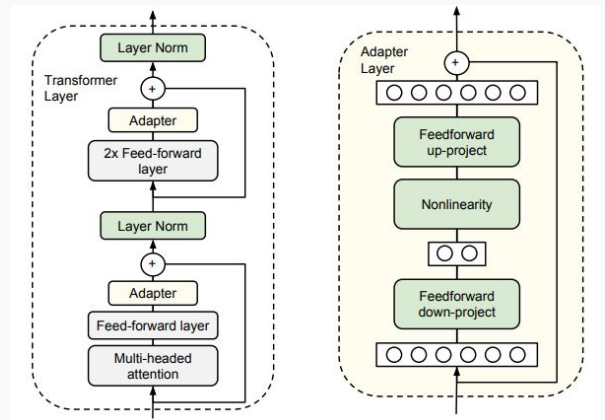 Layer Norm
Transformer
Layer
+
Adapter
2x Feed-forward
layer
Layer Norm
+
Adapter
Feed-forward layer
Multi-headed
attention
Adapter
Layer
+
Feedforward
up-project
Nonlinearity
Feedforward
down-project